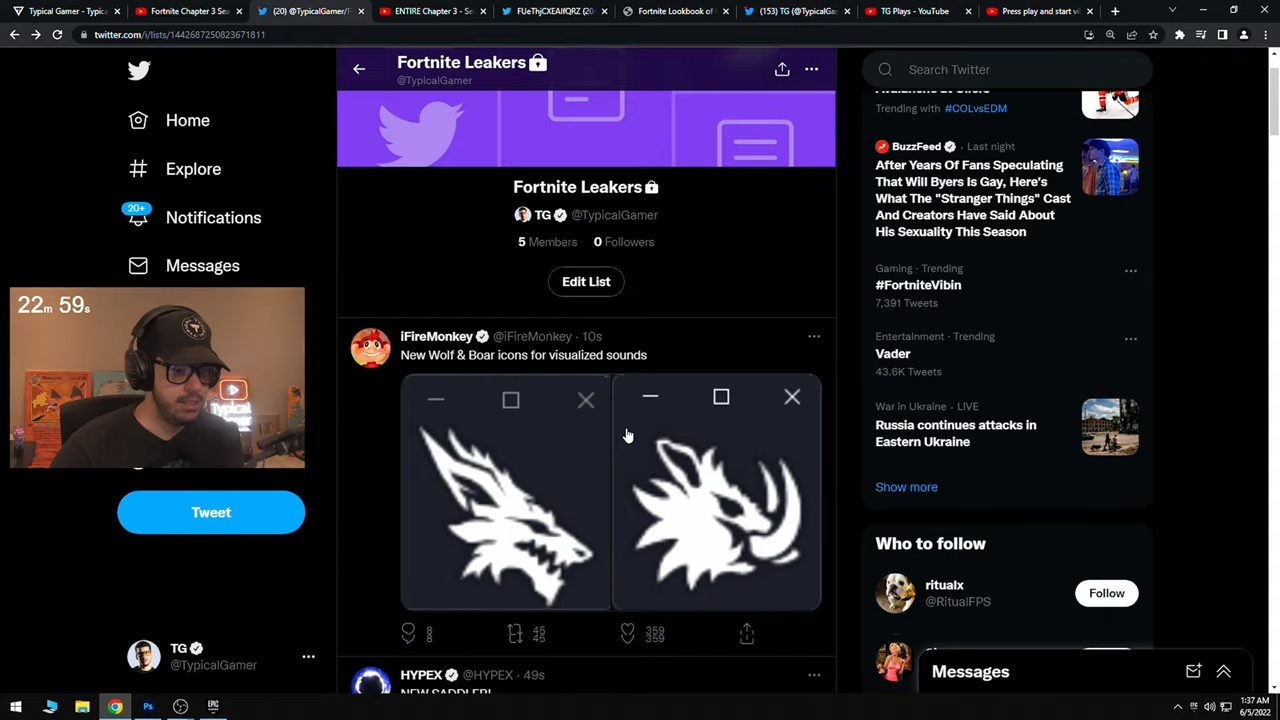 Typical Gamer - Typic
Fortnite Chapter 3 Sea
(20) @TypicalGamer/F
ENTIRE Chapter 3 - Se
FUeThjCXEAIfQRZ (20
Fortnite Lookbook of
(153) TG (@TypicalGa
TG Plays - YouTube
Press play and start vi
twitter.com/i/lists/1442687250823671811
Fortnite Leakers
@TypicalGamer
Search Twitter
Home
Explore
20+
Notifications
Messages
Tweet
TG
@TypicalGamer
22m 59s
Typical
Fortnite Leakers
TG @TypicalGamer
5 Members 0 Followers
Edit List
iFireMonkey @iFireMonkey · 10s
New Wolf & Boar icons for visualized sounds
HYPEX @HYPEX · 49s
NEW SADDLER!
Trending with #COLvsEDM
BuzzFeed · Last night
After Years Of Fans Speculating
That Will Byers Is Gay, Here's
What The "Stranger Things" Cast
And Creators Have Said About
His Sexuality This Season
Gaming · Trending
#FortniteVibin
7,391 Tweets
Entertainment · Trending
Vader
43.6K Tweets
War in Ukraine · LIVE
Russia continues attacks in
Eastern Ukraine
Show more
Who to follow
ritualx
@RitualFPS
Follow
Messages
1:37 AM
6/5/2022